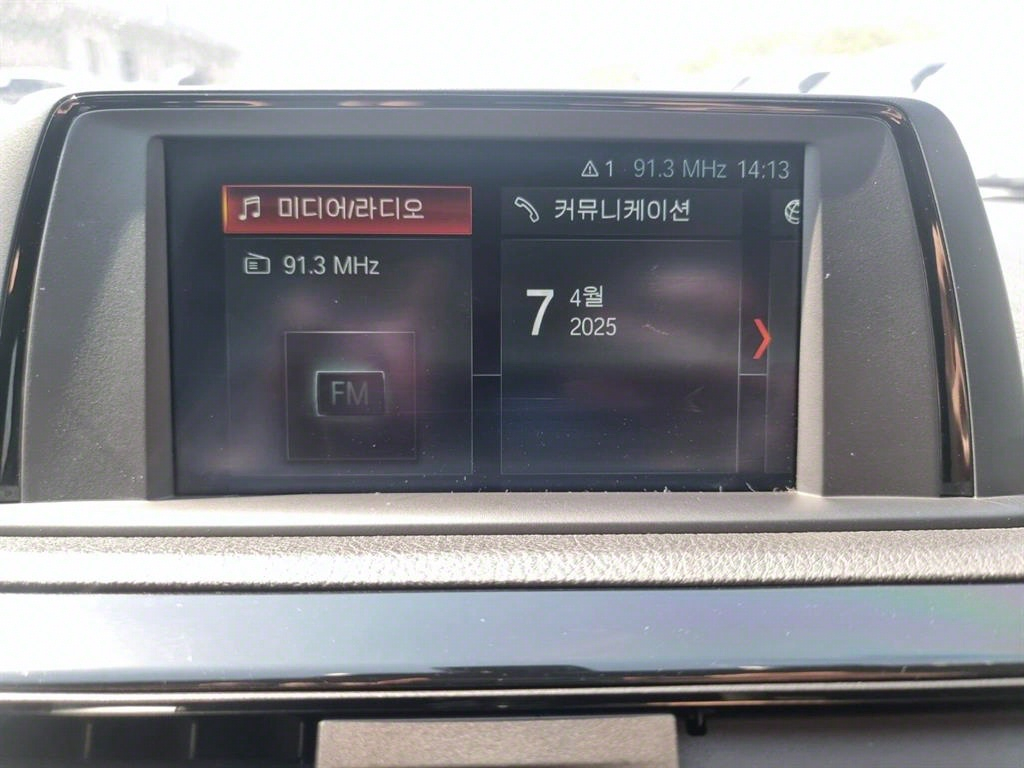 1 91.3 MHz 14:13
미디어/라디오
커뮤니케이션
91.3 MHz
FM
7 4월
2025